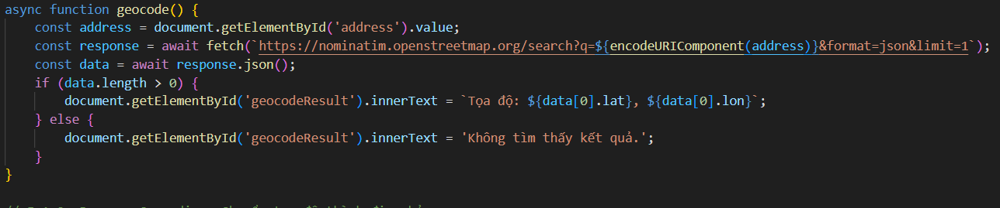 async function geocode() {
const address = document.getElementById('address').value;
const response = await fetch(`https://nominatim.openstreetmap.org/search?q=${encodeURIComponent(address)}&format=json&limit=1`);
const data = await response.json();
if (data.length > 0) {
document.getElementById('geocodeResult').innerText = `Tọa độ: ${data[0].lat}, ${data[0].lon}`;
} else {
document.getElementById('geocodeResult').innerText = 'Không tìm thấy kết quả.';
}
}